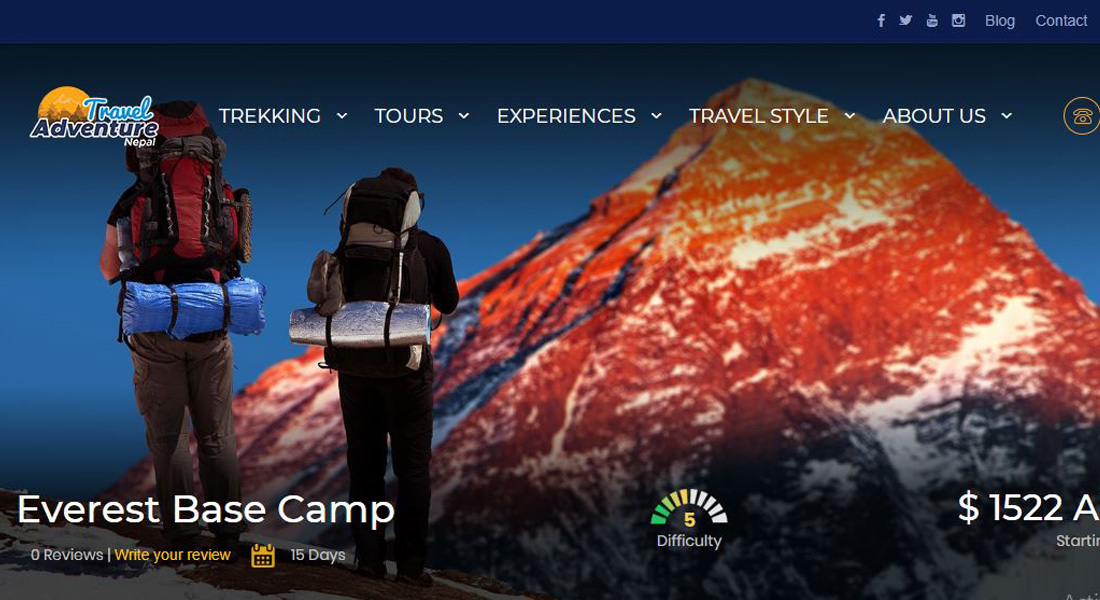 Blog Contact
Travel
Adventure
Nepal
TREKKING TOURS EXPERIENCES TRAVEL STYLE ABOUT US
Everest Base Camp
5
$ 1522 A
Difficulty
Startin
0 Reviews | Write your review 15 Days